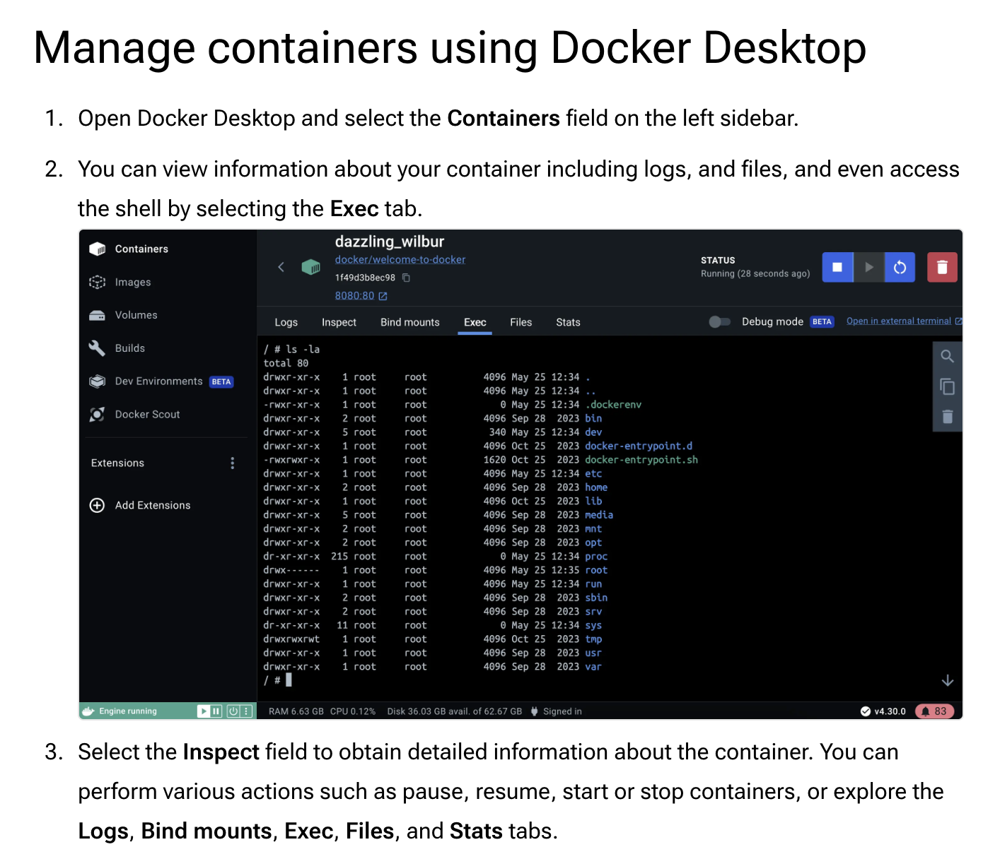 Manage containers using Docker Desktop
1. Open Docker Desktop and select the Containers field on the left sidebar.
2. You can view information about your container including logs, and files, and even access
the shell by selecting the Exec tab.
Containers
Images
Volumes
Builds
Dev Environments BETA
Docker Scout
Extensions
Add Extensions
dazzling_wilbur
docker/welcome-to-docker
1f49d3b8ec98
8080:80
STATUS
Running (28 seconds ago)
Logs Inspect Bind mounts Exec Files Stats Debug mode BETA Open in external terminal
/ # ls -la
total 80
drwxr-xr-x 1 root root 4096 May 25 12:34 .
drwxr-xr-x 1 root root 4096 May 25 12:34 ..
-rwxr-xr-x 1 root root 0 May 25 12:34 .dockerenv
drwxr-xr-x 2 root root 4096 Sep 28 2023 bin
drwxr-xr-x 5 root root 340 May 25 12:34 dev
drwxr-xr-x 1 root root 4096 Oct 25 2023 docker-entrypoint.d
-rwxrwxr-x 1 root root 1620 Oct 25 2023 docker-entrypoint.sh
drwxr-xr-x 1 root root 4096 May 25 12:34 etc
drwxr-xr-x 2 root root 4096 Sep 28 2023 home
drwxr-xr-x 1 root root 4096 Oct 25 2023 lib
drwxr-xr-x 5 root root 4096 Sep 28 2023 media
drwxr-xr-x 2 root root 4096 Sep 28 2023 mnt
drwxr-xr-x 2 root root 4096 Sep 28 2023 opt
dr-xr-xr-x 215 root root 0 May 25 12:34 proc
drwx------ 1 root root 4096 May 25 12:35 root
drwxr-xr-x 1 root root 4096 May 25 12:34 run
drwxr-xr-x 2 root root 4096 Sep 28 2023 sbin
drwxr-xr-x 2 root root 4096 Sep 28 2023 srv
dr-xr-xr-x 11 root root 0 May 25 12:34 sys
drwxrwxrwt 1 root root 4096 Oct 25 2023 tmp
drwxr-xr-x 1 root root 4096 Sep 28 2023 usr
drwxr-xr-x 1 root root 4096 Sep 28 2023 var
/ #
Engine running RAM 6.63 GB CPU 0.12% Disk 36.03 GB avail. of 62.67 GB Signed in v4.30.0 83
3. Select the Inspect field to obtain detailed information about the container. You can
perform various actions such as pause, resume, start or stop containers, or explore the
Logs, Bind mounts, Exec, Files, and Stats tabs.